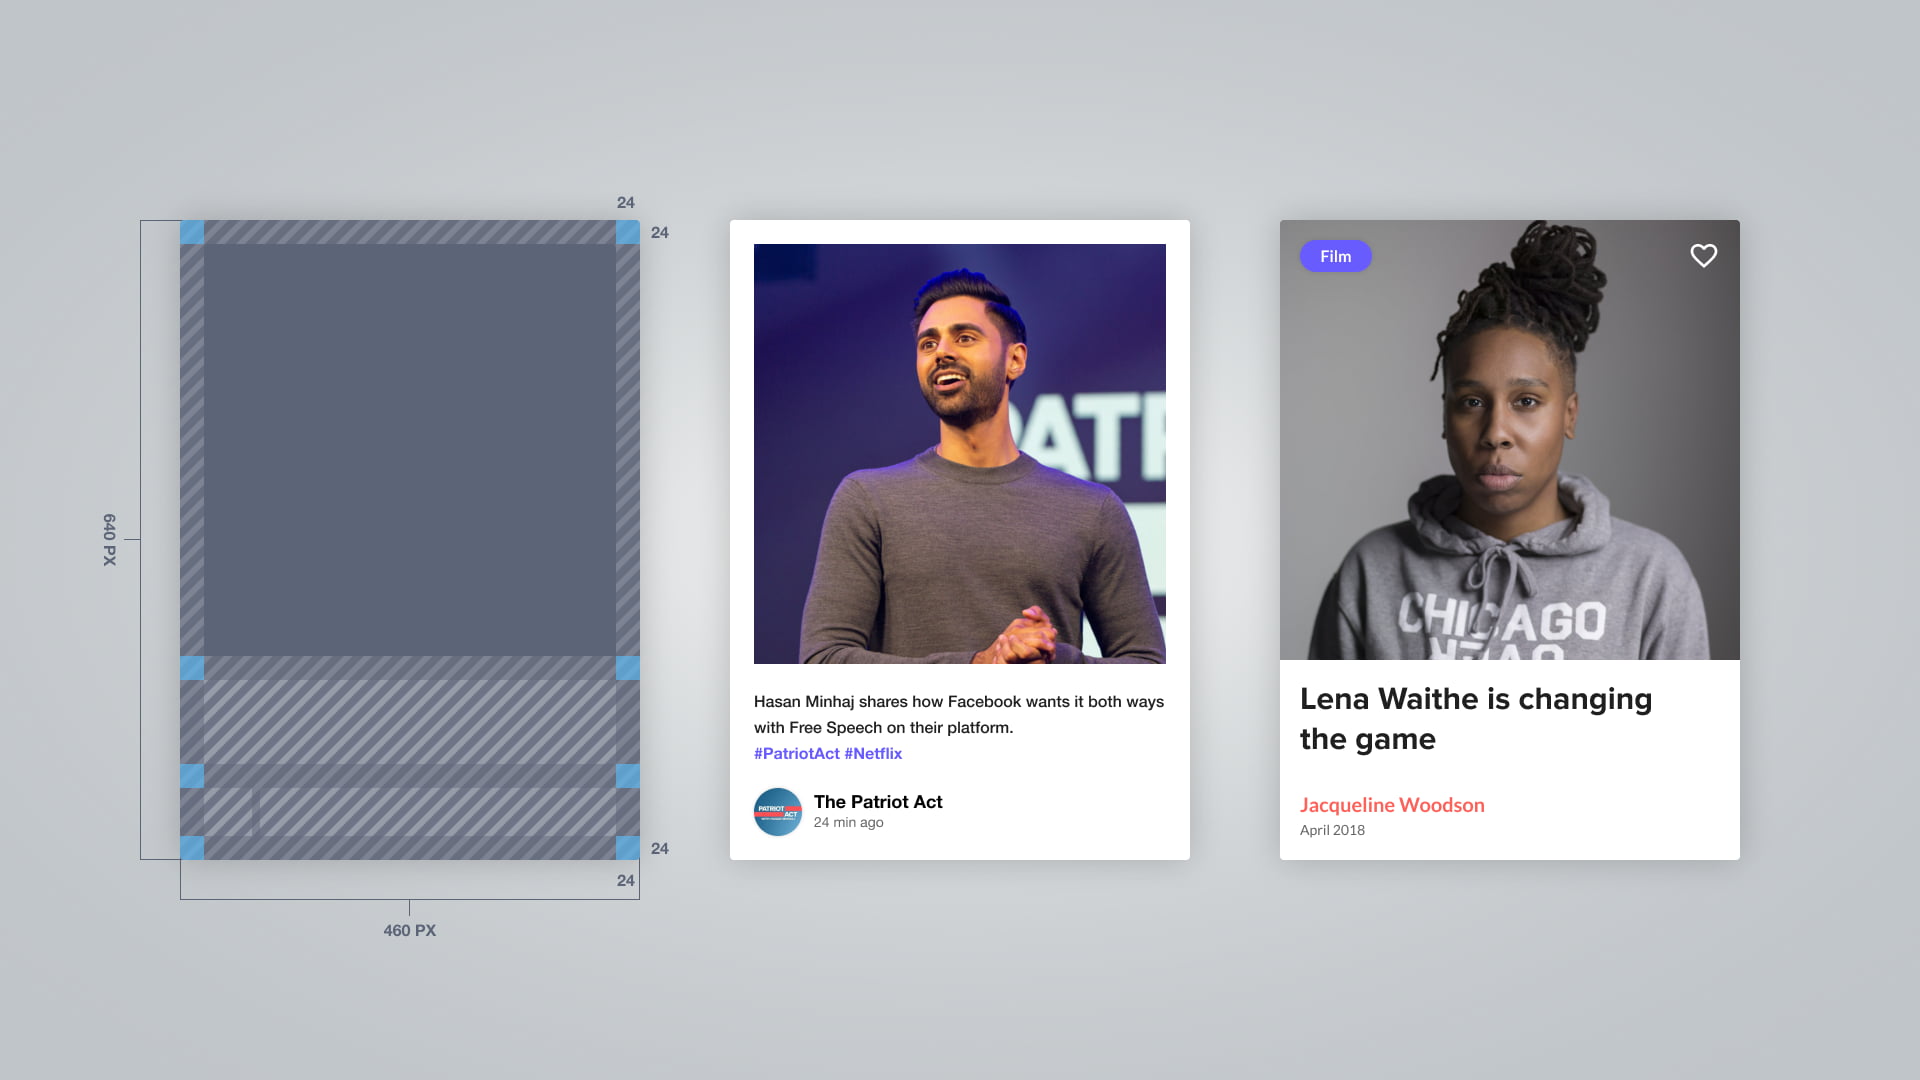 24
24
640 PX
24
24
460 PX
PATR
Hasan Minhaj shares how Facebook wants it both ways
with Free Speech on their platform.
#PatriotAct #Netflix
PATRIOT
ACT
The Patriot Act
24 min ago
Film
CHICAGO
Lena Waithe is changing
the game
Jacqueline Woodson
April 2018